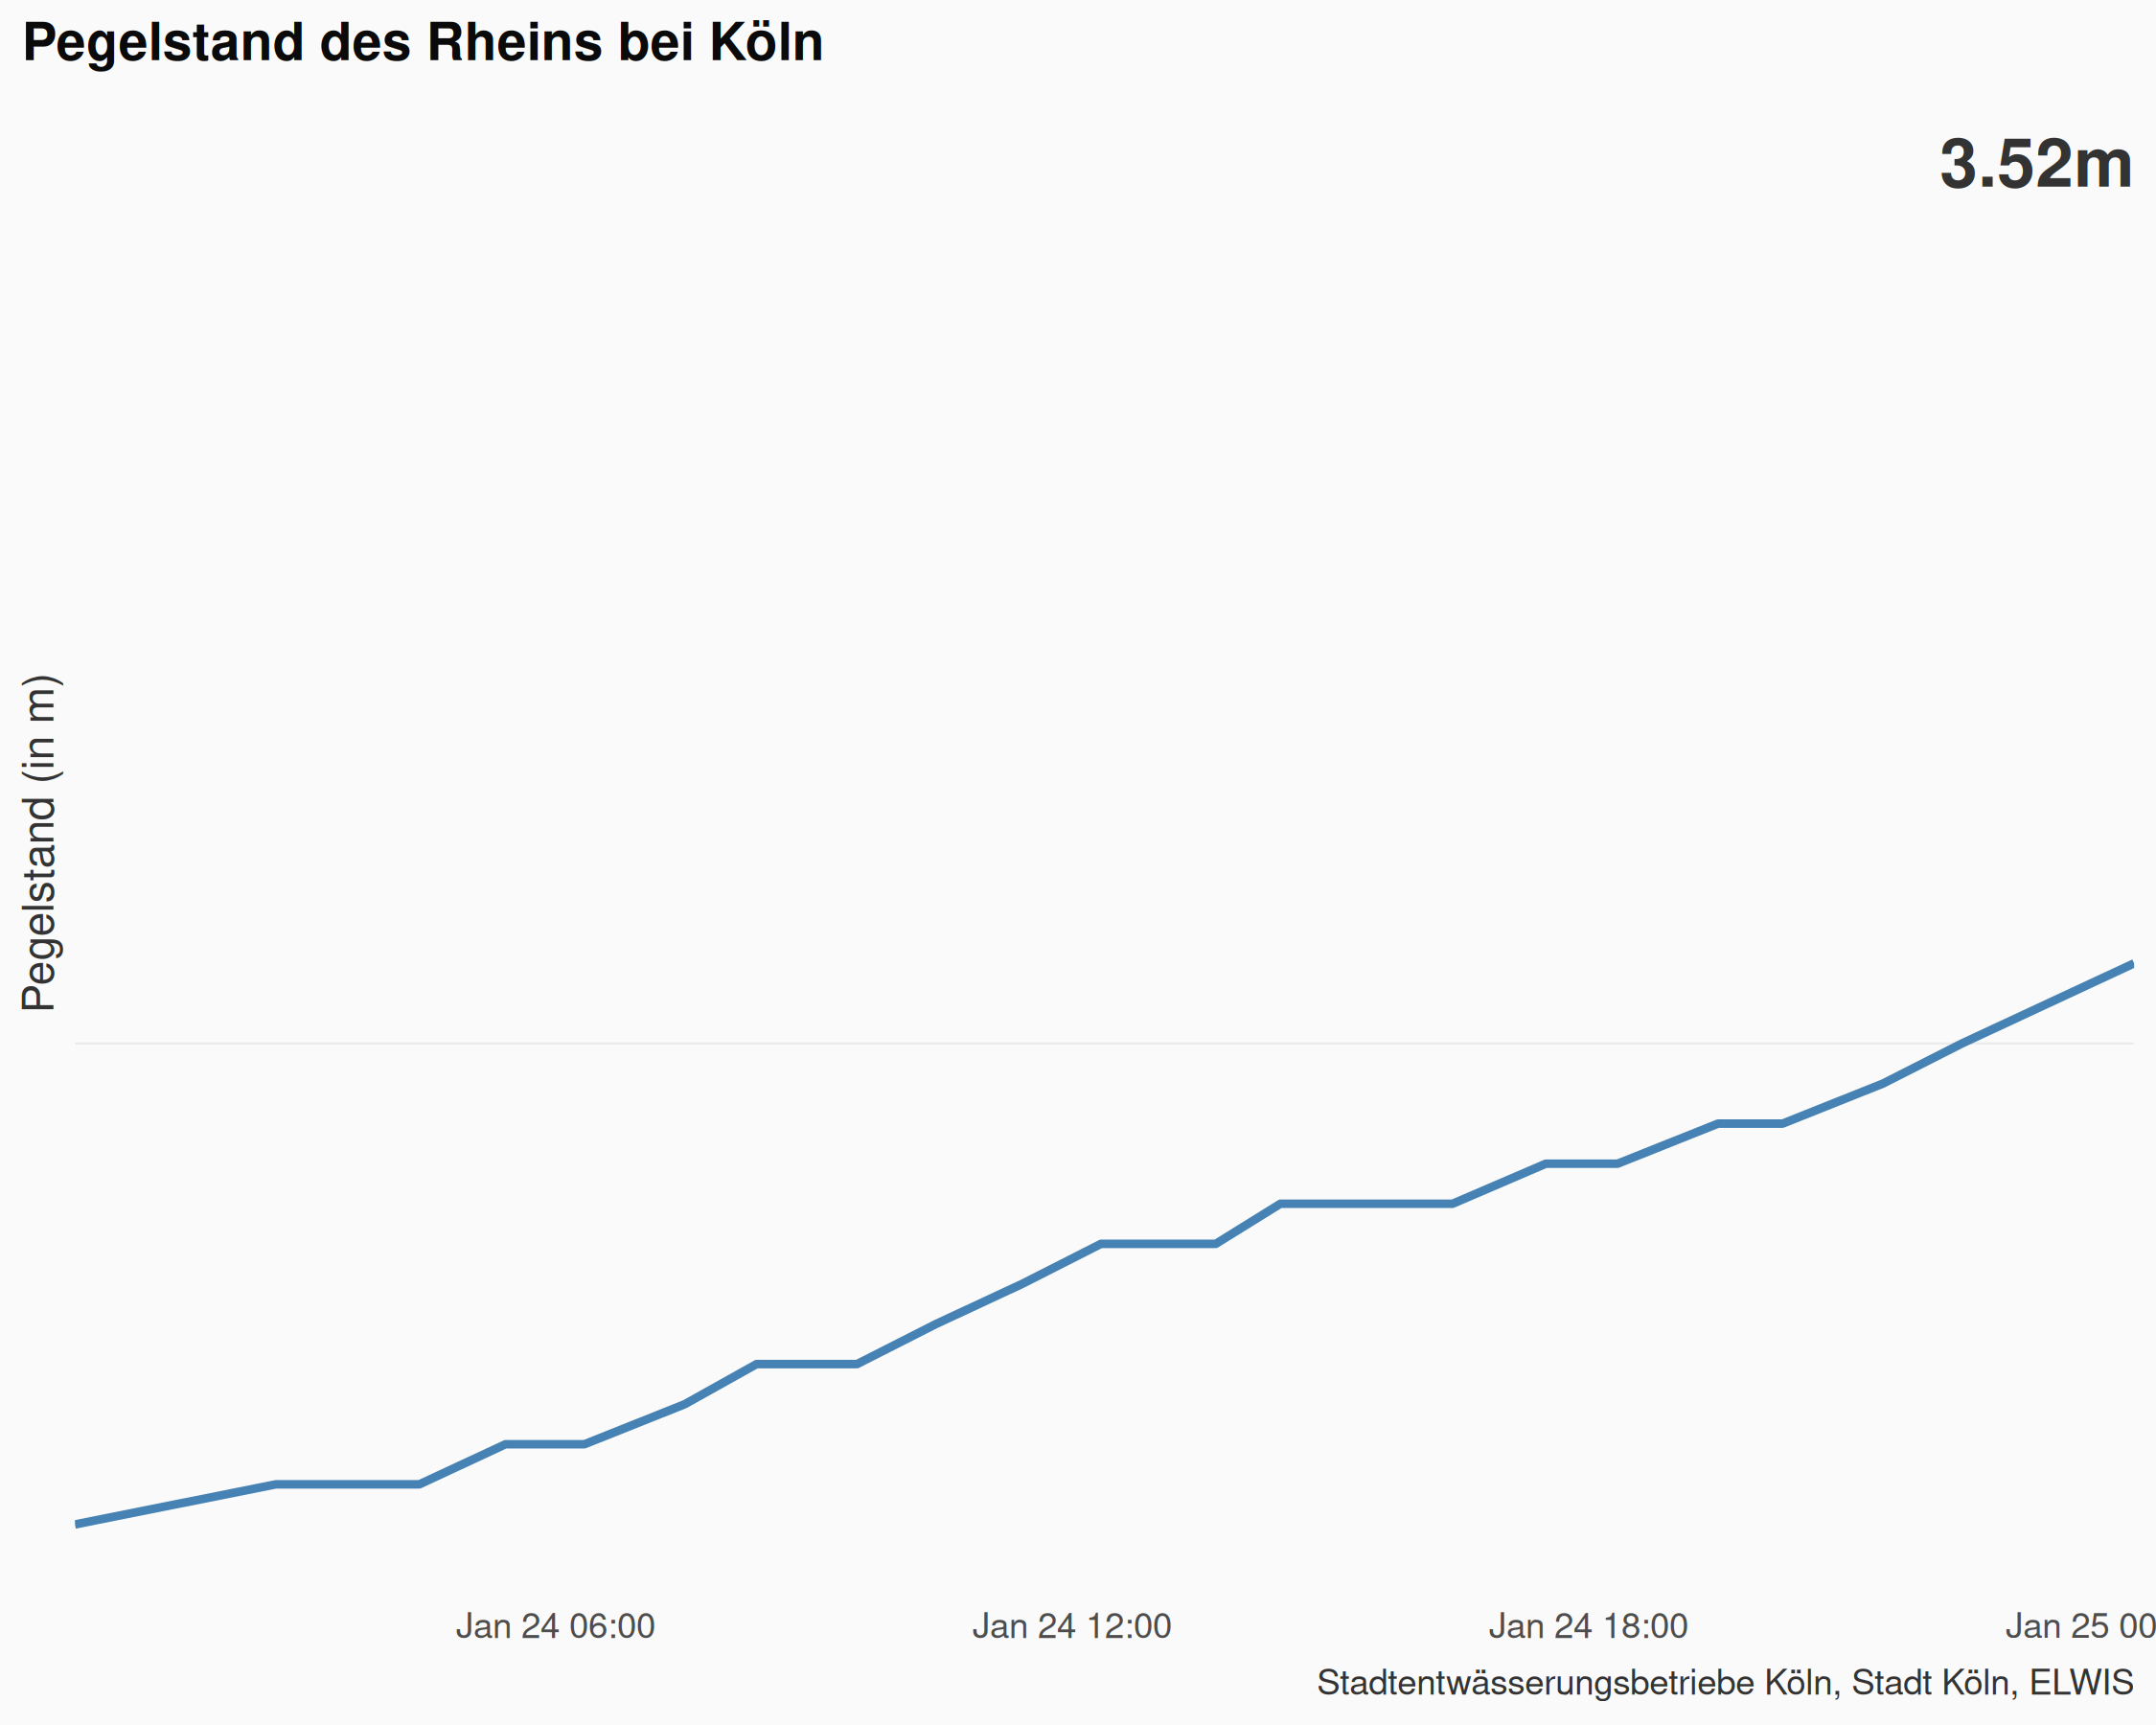 Pegelstand des Rheins bei Köln
3.52m
Pegelstand (in m)
Jan 24 06:00
Jan 24 12:00
Jan 24 18:00
Jan 25 00
Stadtentwässerungsbetriebe Köln, Stadt Köln, ELWIS